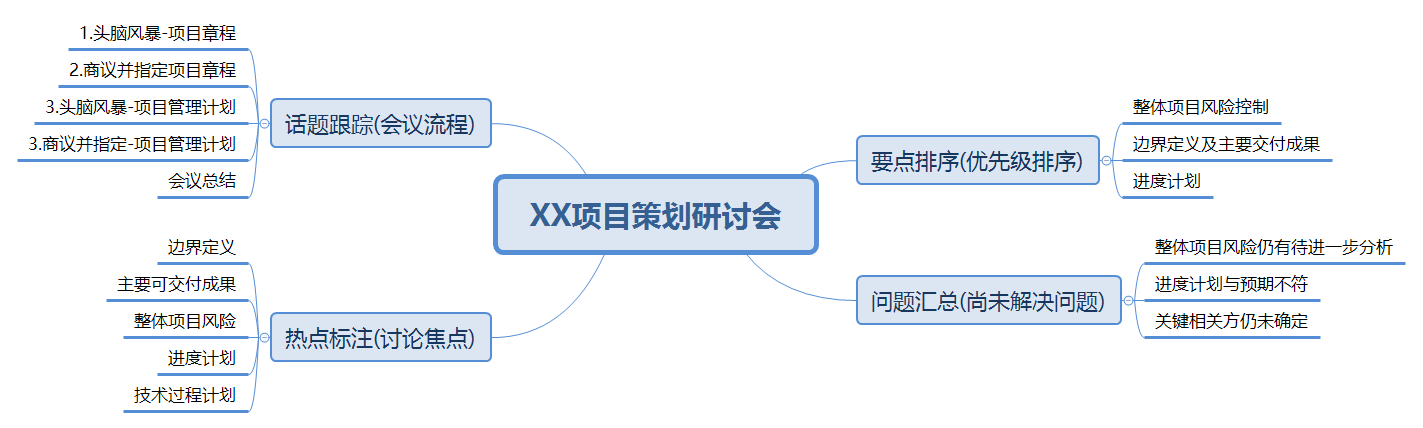 XX项目策划研讨会
话题跟踪(会议流程)
1.头脑风暴-项目章程
2.商议并指定项目章程
3.头脑风暴-项目管理计划
3.商议并指定-项目管理计划
会议总结
热点标注(讨论焦点)
边界定义
主要可交付成果
整体项目风险
进度计划
技术过程计划
要点排序(优先级排序)
整体项目风险控制
边界定义及主要交付成果
进度计划
问题汇总(尚未解决问题)
整体项目风险仍有待进一步分析
进度计划与预期不符
关键相关方仍未确定